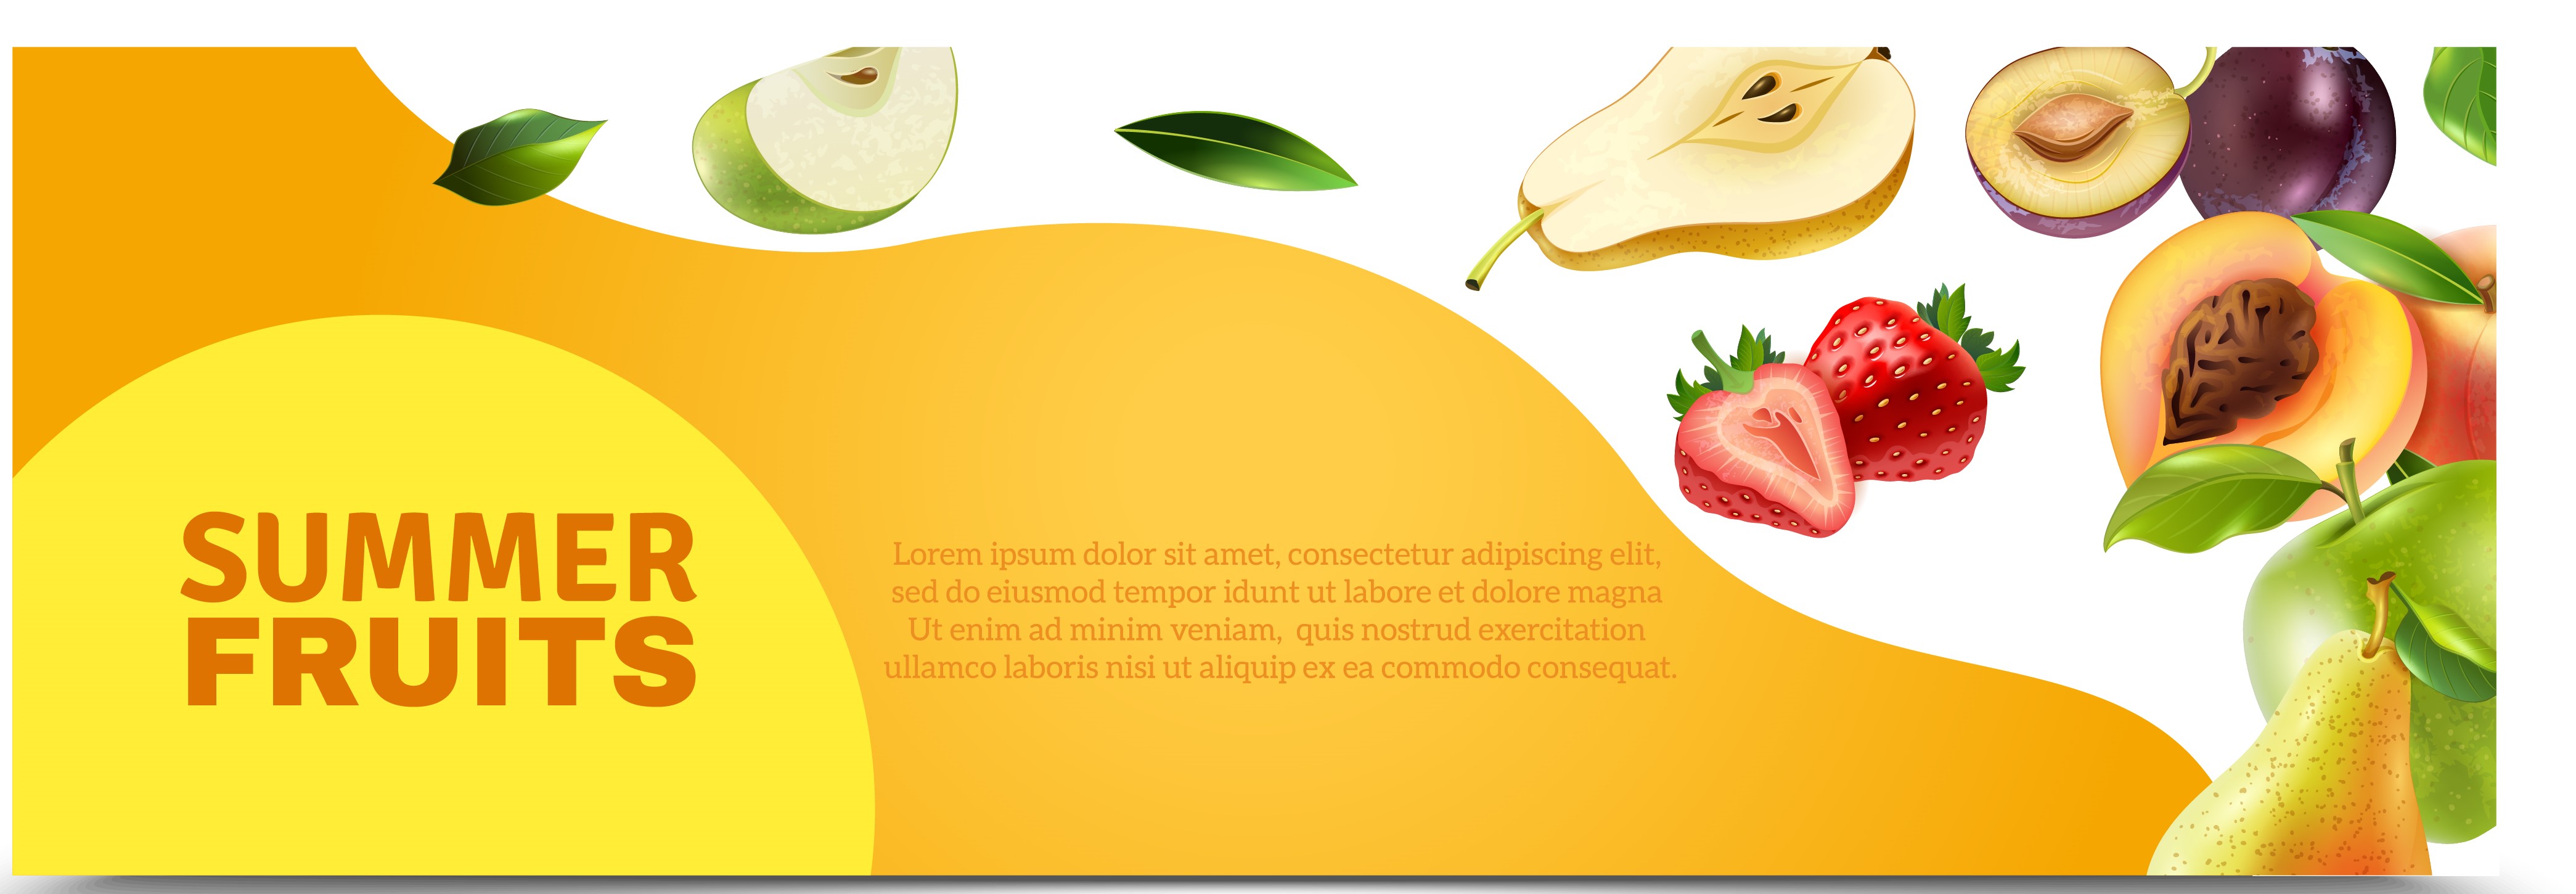 SUMMER
FRUITS
Lorem ipsum dolor sit amet, consectetur adipiscing elit,
sed do eiusmod tempor idunt ut labore et dolore magna
Ut enim ad minim veniam,  quis nostrud exercitation
ullamco laboris nisi ut aliquip ex ea commodo consequat.